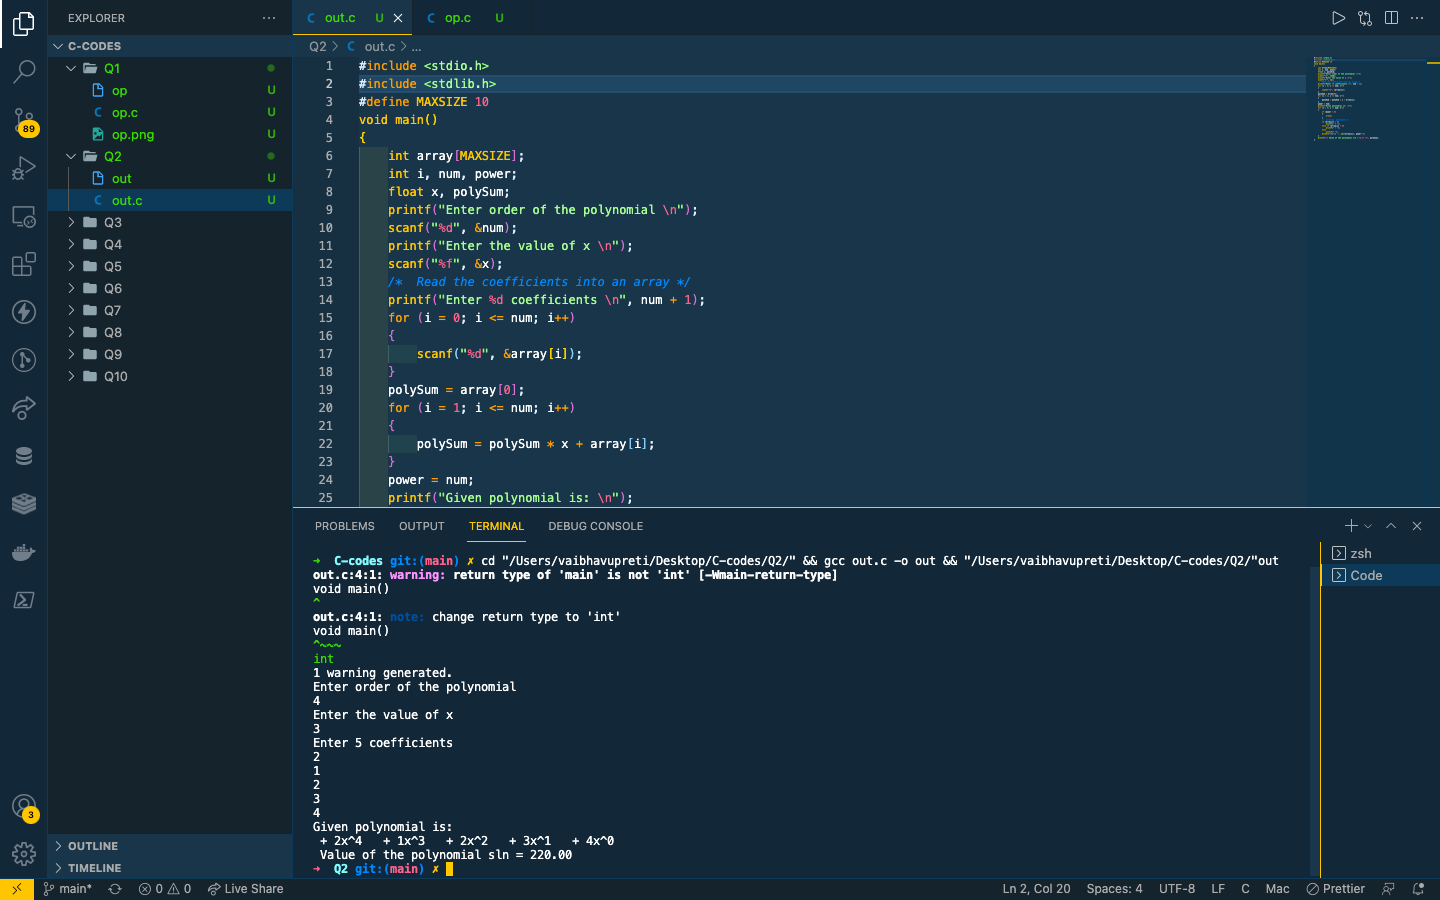 EXPLORER
C-CODES
Q1
op U
C op.c U
op.png U
Q2
out U
C out.c U
Q3
Q4
Q5
Q6
Q7
Q8
Q9
Q10
OUTLINE
TIMELINE
89
3
C out.c U
C op.c U
Q2 > C out.c > ...
1 #include <stdio.h>
2 #include <stdlib.h>
3 #define MAXSIZE 10
4 void main()
5 {
6 int array[MAXSIZE];
7 int i, num, power;
8 float x, polySum;
9 printf("Enter order of the polynomial \n");
10 scanf("%d", &num);
11 printf("Enter the value of x \n");
12 scanf("%f", &x);
13 /*  Read the coefficients into an array */
14 printf("Enter %d coefficients \n", num + 1);
15 for (i = 0; i <= num; i++)
16 {
17 scanf("%d", &array[i]);
18 }
19 polySum = array[0];
20 for (i = 1; i <= num; i++)
21 {
22 polySum = polySum * x + array[i];
23 }
24 power = num;
25 printf("Given polynomial is: \n");
PROBLEMS OUTPUT TERMINAL DEBUG CONSOLE
zsh
Code
→ C-codes git:(main) ✗ cd "/Users/vaibhavupreti/Desktop/C-codes/Q2/" && gcc out.c -o out && "/Users/vaibhavupreti/Desktop/C-codes/Q2/"out
out.c:4:1: warning: return type of 'main' is not 'int' [-Wmain-return-type]
void main()
^
out.c:4:1: note: change return type to 'int'
void main()
^~~~
int
1 warning generated.
Enter order of the polynomial
4
Enter the value of x
3
Enter 5 coefficients
2
1
2
3
4
Given polynomial is:
+ 2x^4 + 1x^3 + 2x^2 + 3x^1 + 4x^0
Value of the polynomial sln = 220.00
→ Q2 git:(main) ✗
main* 0 0 Live Share Ln 2, Col 20 Spaces: 4 UTF-8 LF C Mac Prettier